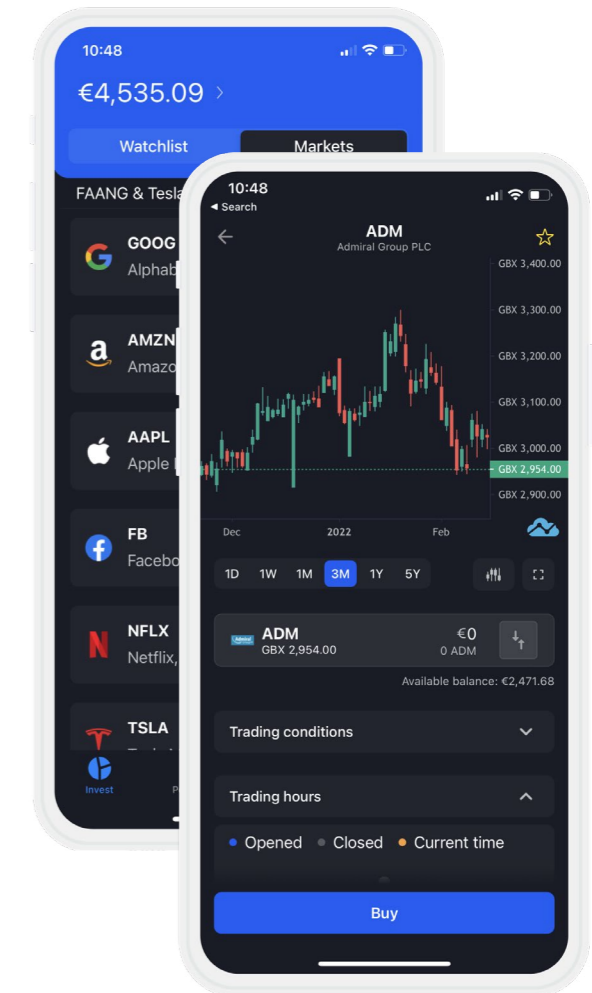 10:48
€4,535.09 >
Watchlist Markets
FAANG & Tesla
GOOG
AMZN
a
AAPL
Apple
FB
NFLX
N
Netflix,
TSLA
Invest
10:48
◄ Search
ADM
Admiral Group PLC
GBX 3,400.00
GBX 3,300.00
GBX 3,200.00
GBX 3,100.00
GBX 3,000.00
GBX 2,954.00
GBX 2,900.00
Dec 2022 Feb
1D 1W 1M 3M 1Y 5Y
ADM €0
GBX 2,954.00 0 ADM
Available balance: €2,471.68
Trading conditions
Trading hours
Opened Closed Current time
Buy